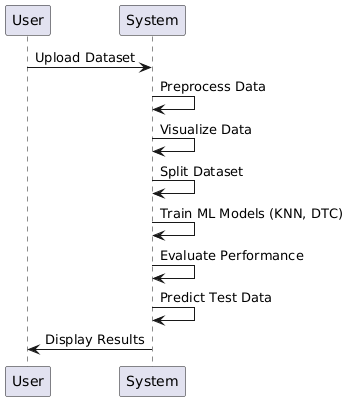 User System
Upload Dataset
Preprocess Data
Visualize Data
Split Dataset
Train ML Models (KNN, DTC)
Evaluate Performance
Predict Test Data
Display Results
User System